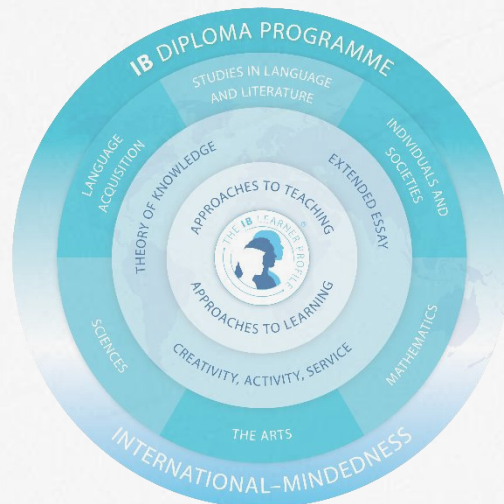 IB DIPLOMA PROGRAMME
STUDIES IN LANGUAGE
AND LITERATURE
LANGUAGE
ACQUISITION
INDIVIDUALS AND
SOCIETIES
THEORY OF KNOWLEDGE
EXTENDED ESSAY
APPROACHES TO TEACHING
THE IB LEARNER PROFILE
APPROACHES TO LEARNING
CREATIVITY, ACTIVITY, SERVICE
SCIENCES
MATHEMATICS
THE ARTS
INTERNATIONAL-MINDEDNESS